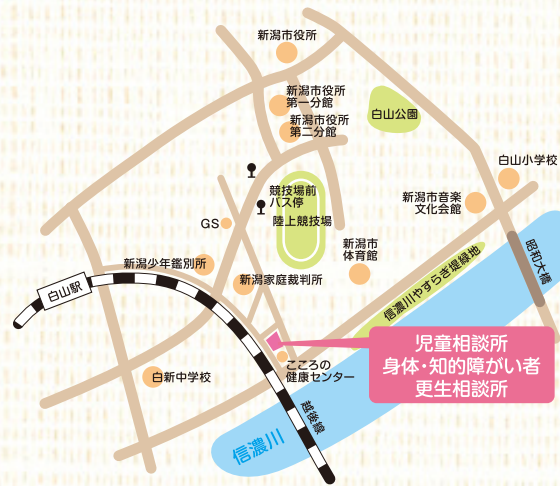 新潟市役所
新潟市役所
第一分館
新潟市役所
第二分館
白山公園
白山小学校
競技場前
バス停
陸上競技場
新潟市音楽
文化会館
GS
新潟市
体育館
昭和大橋
新潟少年鑑別所
新潟家庭裁判所
信濃川やすらぎ堤緑地
白山駅
児童相談所
身体・知的障がい者
更生相談所
こころの
健康センター
白新中学校
越後線
信濃川